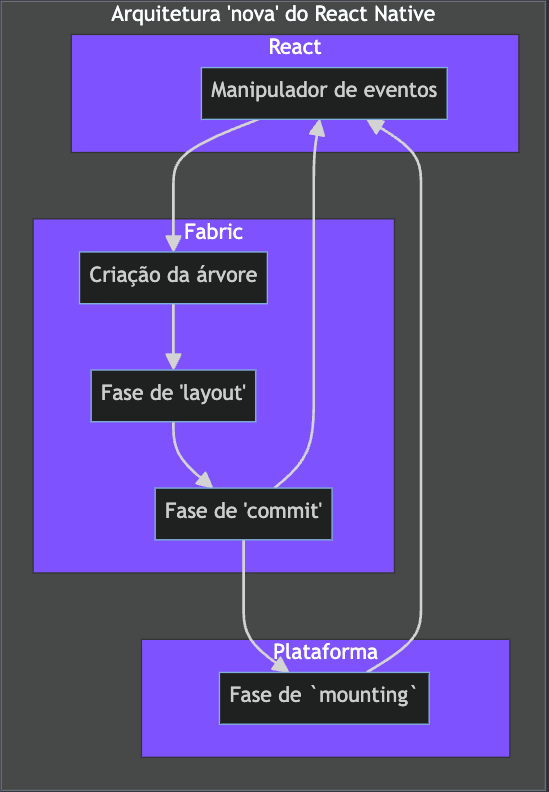 Arquitetura 'nova' do React Native
React
Manipulador de eventos
Fabric
Criação da árvore
Fase de 'layout'
Fase de 'commit'
Plataforma
Fase de `mounting`